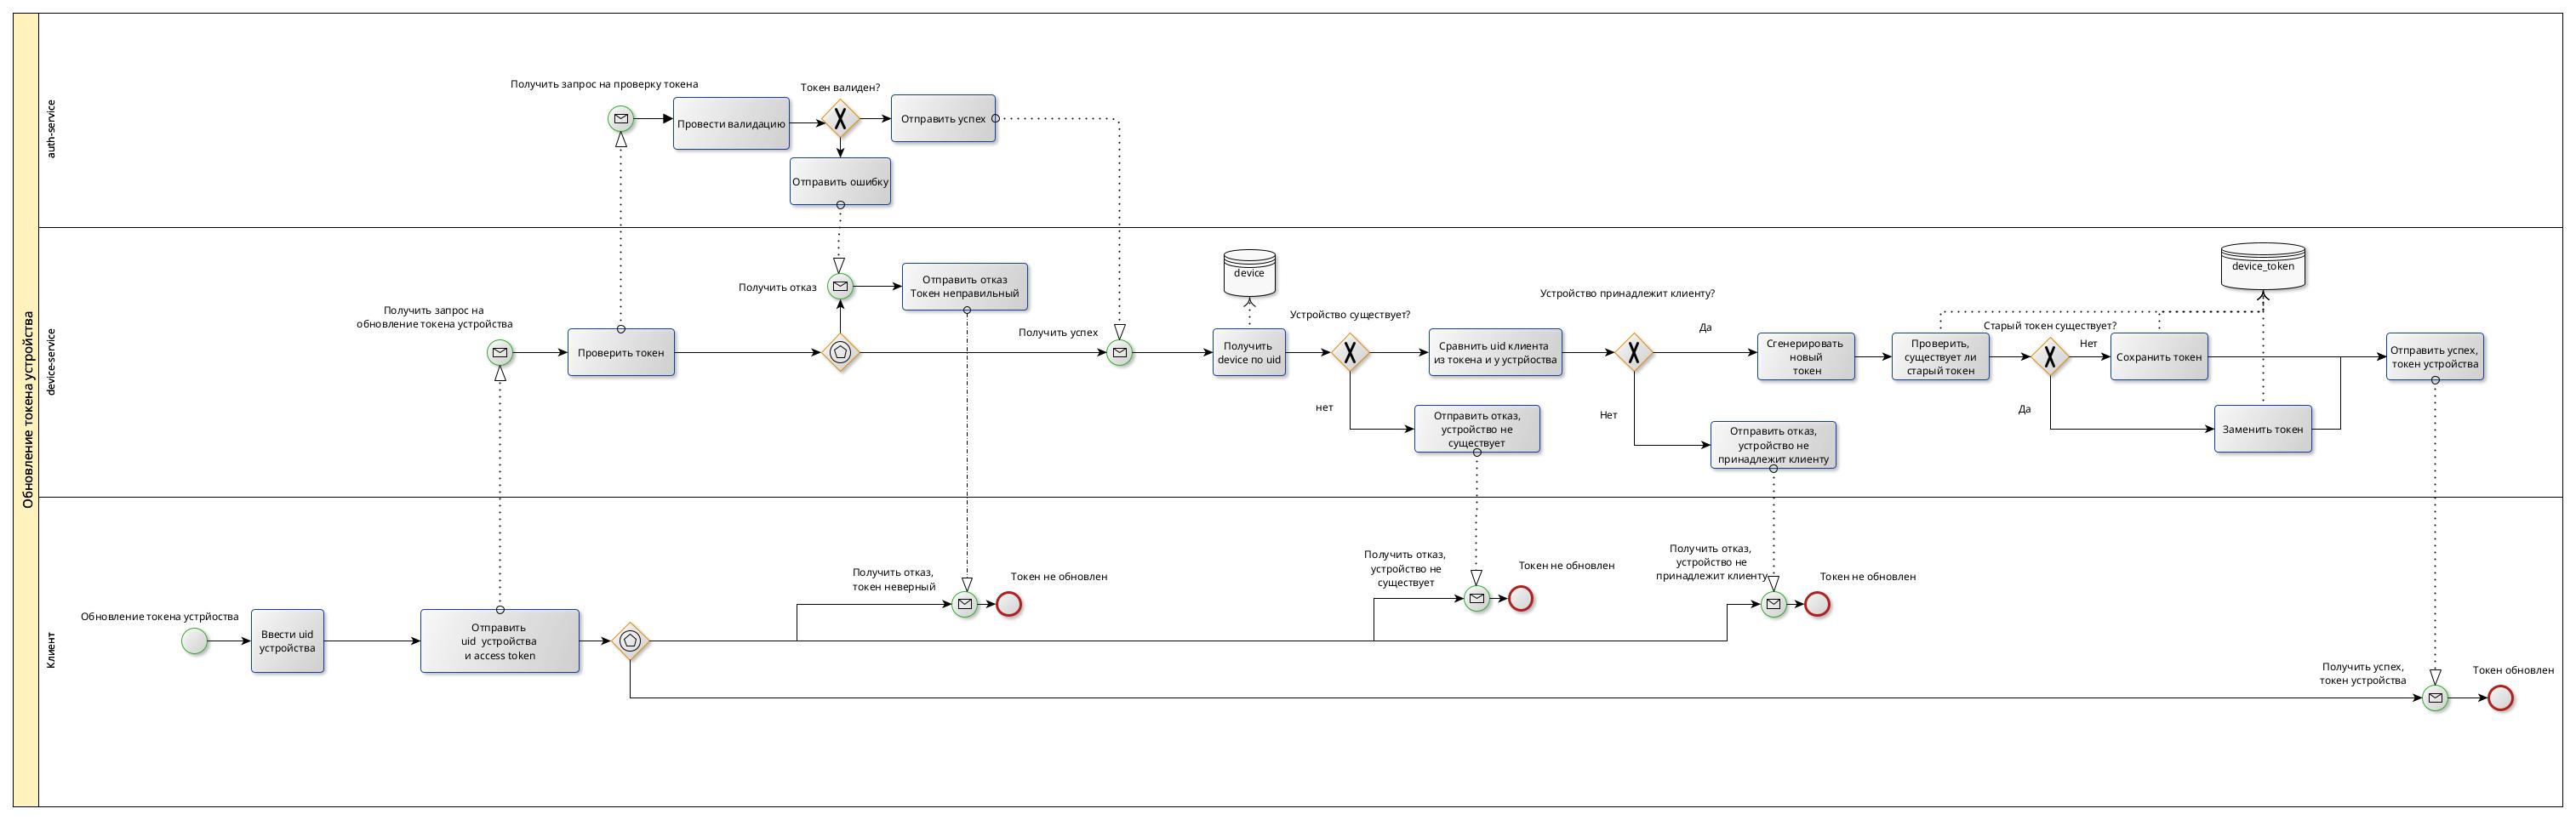 Обновление токена устройства
auth-service
Получить запрос на проверку токена
Провести валидацию
Токен валиден?
Отправить успех
Отправить ошибку
device-service
Получить запрос на
обновление токена устройства
Проверить токен
Получить отказ
Отправить отказ
Токен неправильный
Получить успех
device
Получить
device по uid
Устройство существует?
нет
Сравнить uid клиента
из токена и у устрйоства
Отправить отказ,
устройство не
существует
Устройство принадлежит клиенту?
Да
Нет
Отправить отказ,
устройство не
принадлежит клиенту
Сгенерировать
новый
токен
Проверить,
существует ли
старый токен
Старый токен существует?
Нет
Да
device_token
Сохранить токен
Заменить токен
Отправить успех,
токен устройства
Клиент
Обновление токена устрйоства
Ввести uid
устройства
Отправить
uid устройства
и access token
Получить отказ,
токен неверный
Токен не обновлен
Получить отказ,
устройство не
существует
Токен не обновлен
Получить отказ,
устройство не
принадлежит клиенту
Токен не обновлен
Получить успех,
токен устройства
Токен обновлен